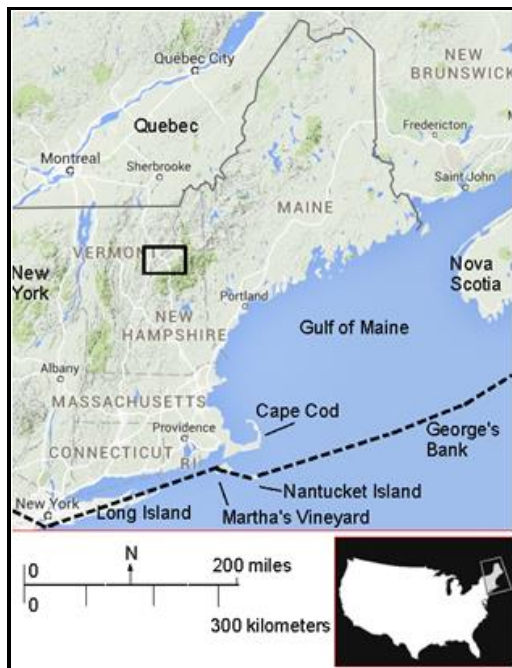 Quebec City
NEW
BRUNSWICK
Quebec
Fredericton
Montreal
Sherbrooke
Saint John
MAINE
VERMONT
New
York
Nova
Scotia
Portland
NEW
HAMPSHIRE
Gulf of Maine
Albany
MASSACHUSETTS
Cape Cod
Providence
George's
Bank
CONNECTICUT
RI
Nantucket Island
New York
Long Island
Martha's Vineyard
N
0
200 miles
0
300 kilometers